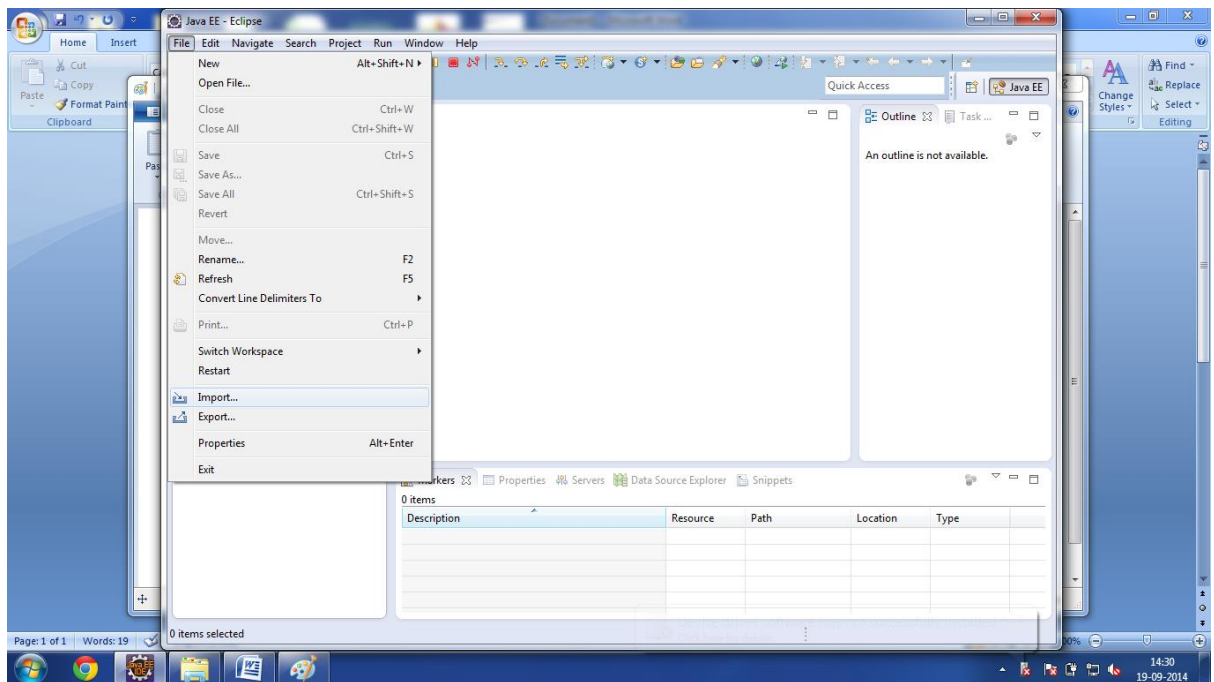 Java EE - Eclipse
File Edit Navigate Search Project Run Window Help
New Alt+Shift+N
Open File...
Close Ctrl+W
Close All Ctrl+Shift+W
Save Ctrl+S
Save As...
Save All Ctrl+Shift+S
Revert
Move...
Rename... F2
Refresh F5
Convert Line Delimiters To
Print... Ctrl+P
Switch Workspace
Restart
Import...
Export...
Properties Alt+Enter
Exit
Quick Access Java EE
Outline Task ...
An outline is not available.
Properties Servers Data Source Explorer Snippets
0 items
Description Resource Path Location Type
0 items selected
Home Insert
Cut
Copy
Paste
Format Paint
Clipboard
Pas
Change Styles
Find
Replace
Select
Editing
Page: 1 of 1 Words: 19
14:30
19-09-2014